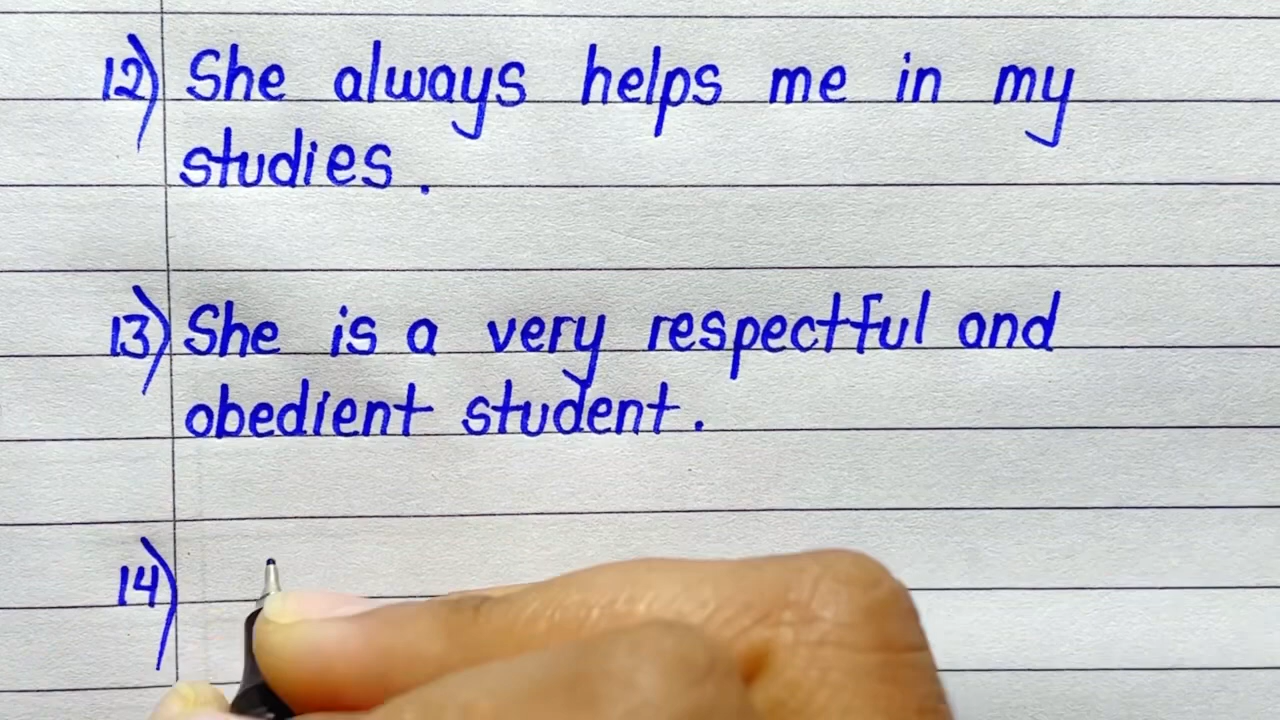 12) She always helps me in my
studies.
13) She is a very respectful and
obedient student.
14)